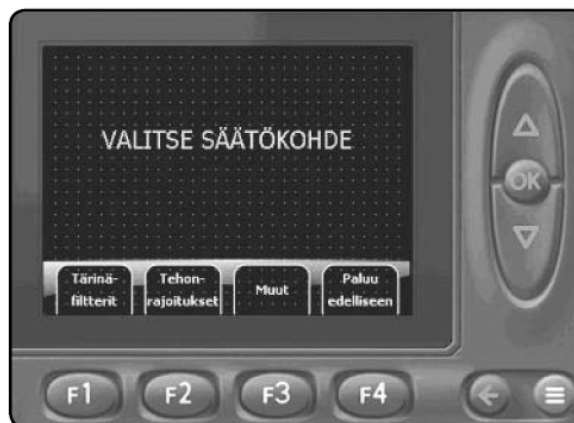 VALITSE SÄÄTÖKOHDE
Tärinä-
filtterit
Tehon-
rajoitukset
Muut
Paluu
edelliseen
OK
F1
F2
F3
F4